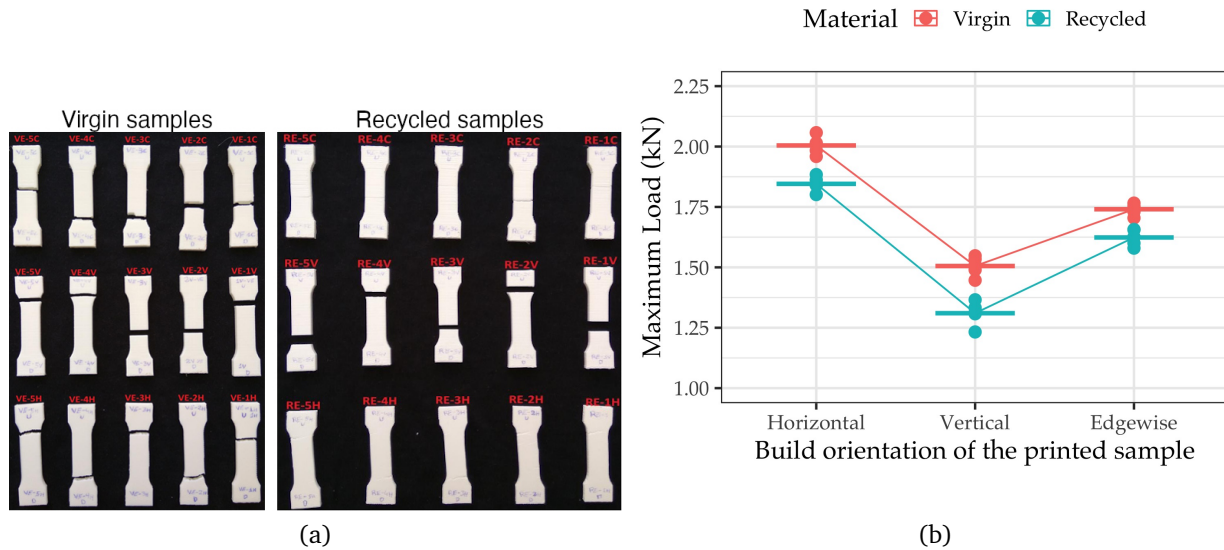 Material Virgin Recycled
Virgin samples
Recycled samples
VE-5C VE-4C VE-3C VE-2C VE-1C
RE-5C RE-4C RE-3C RE-2C RE-1C
VE-5V VE-4V VE-3V VE-2V VE-1V
RE-5V RE-4V RE-3V RE-2V RE-1V
VE-5H VE-4H VE-3H VE-2H VE-1H
RE-5H RE-4H RE-3H RE-2H RE-1H
(a)
Maximum Load (kN)
2.25
2.00
1.75
1.50
1.25
1.00
Horizontal Vertical Edgewise
Build orientation of the printed sample
(b)